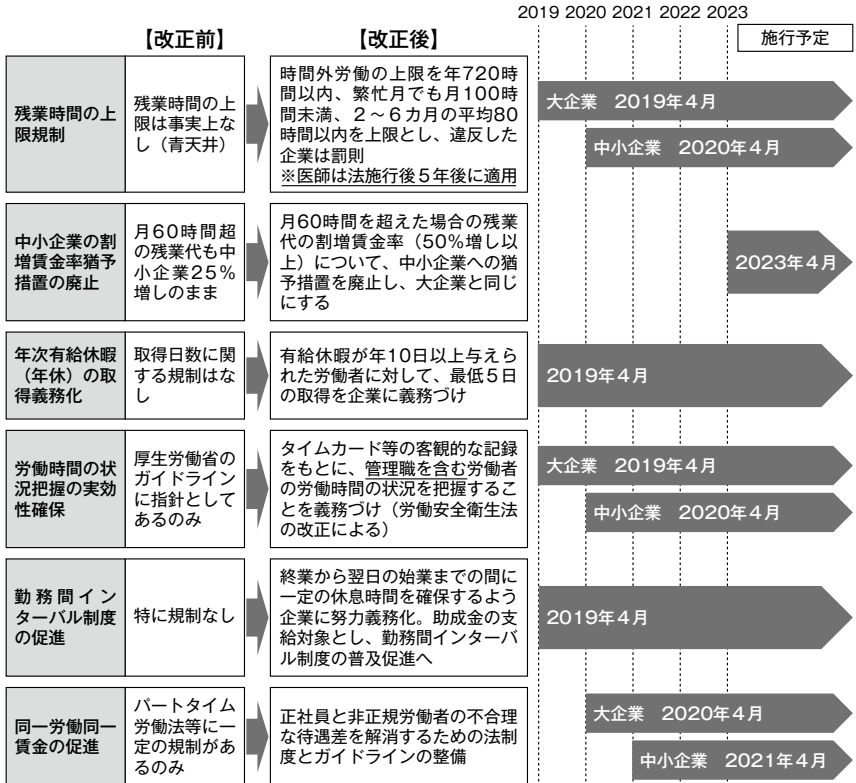 2019 2020 2021 2022 2023
【改正前】
【改正後】
施行予定
残業時間の上
限規制
残業時間の上
限は事実上な
し（青天井）
時間外労働の上限を年720時
間以内、繁忙月でも月100時
間未満、２～６カ月の平均80
時間以内を上限とし、違反した
企業は罰則
※医師は法施行後５年後に適用
大企業　2019年４月
中小企業　2020年４月
中小企業の割
増賃金率猶予
措置の廃止
月60時間超
の残業代も中
小企業25％
増しのまま
月60時間を超えた場合の残業
代の割増賃金率（50％増し以
上）について、中小企業への猶
予措置を廃止し、大企業と同じ
にする
2023年４月
年次有給休暇
（年休）の取
得義務化
取得日数に関
する規制はな
し
有給休暇が年10日以上与えら
れた労働者に対して、最低５日
の取得を企業に義務づけ
2019年４月
労働時間の状
況把握の実効
性確保
厚生労働省の
ガイドライン
に指針として
あるのみ
タイムカード等の客観的な記録
をもとに、管理職を含む労働者
の労働時間の状況を把握するこ
とを義務づけ（労働安全衛生法
の改正による）
大企業　2019年４月
中小企業　2020年４月
勤務間イン
ターバル制度
の促進
特に規制なし
終業から翌日の始業までの間に
一定の休息時間を確保するよう
企業に努力義務化。助成金の支
給対象とし、勤務間インターバ
ル制度の普及促進へ
2019年４月
同一労働同一
賃金の促進
パートタイム
労働法等に一
定の規制があ
るのみ
正社員と非正規労働者の不合理
な待遇差を解消するための法制
度とガイドラインの整備
大企業　2020年４月
中小企業　2021年４月